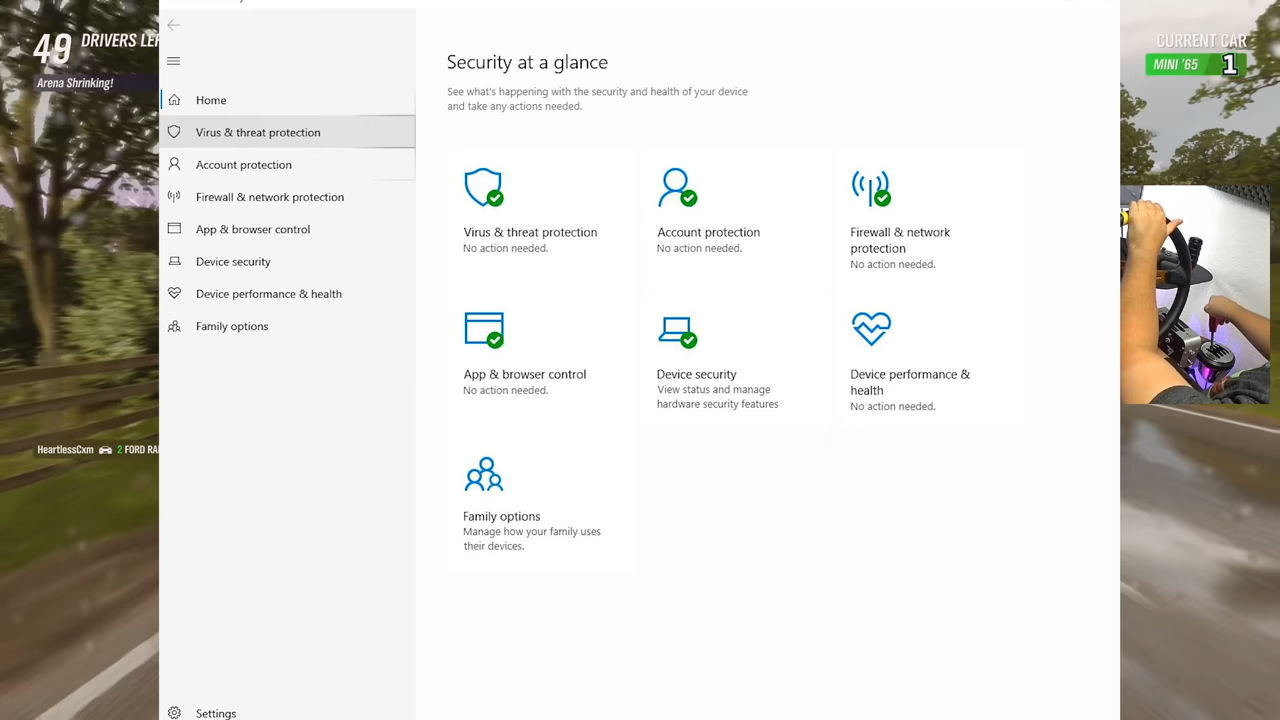 49 DRIVERS LEF
Arena Shrinking!
CURRENT CAR
MINI '65 1
Home
Virus & threat protection
Account protection
Firewall & network protection
App & browser control
Device security
Device performance & health
Family options
Settings
Security at a glance
See what's happening with the security and health of your device
and take any actions needed.
Virus & threat protection
No action needed.
Account protection
No action needed.
Firewall & network
protection
No action needed.
App & browser control
No action needed.
Device security
View status and manage
hardware security features
Device performance &
health
No action needed.
Family options
Manage how your family uses
their devices.
HeartlessCxm 2 FORD RA